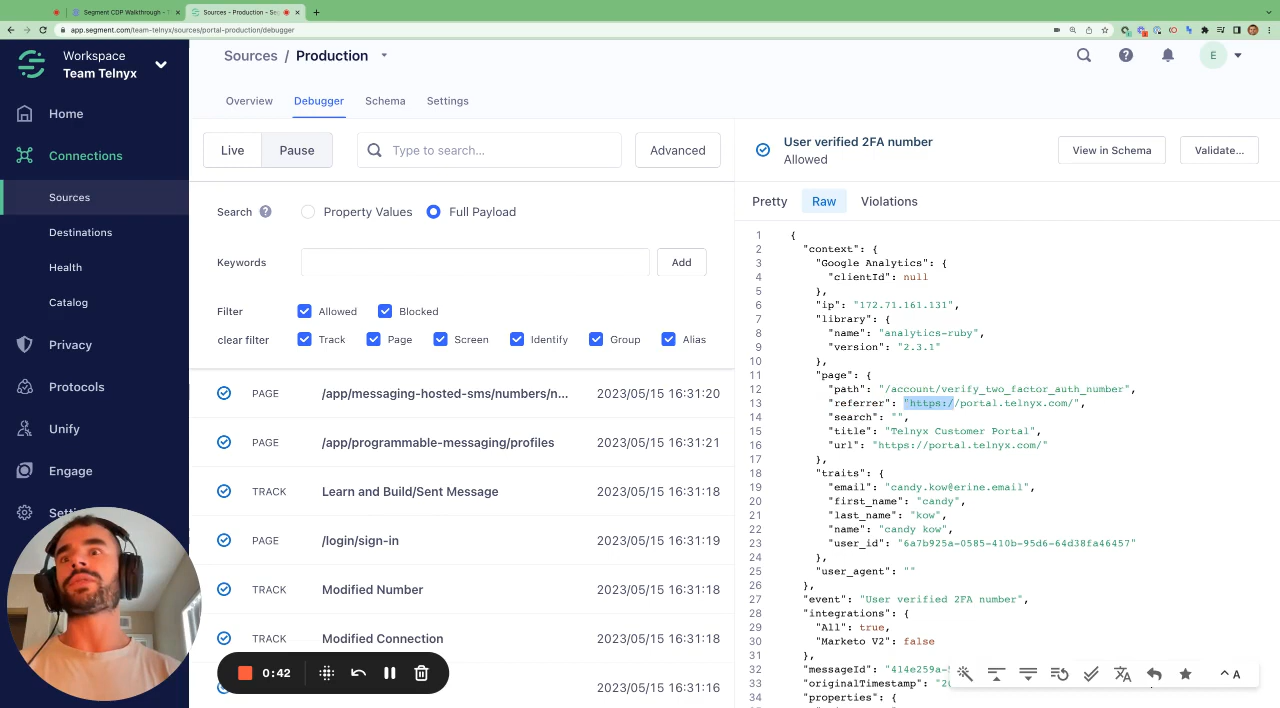 Segment CDP Walkthrough - T
Sources - Production - Se
app.segment.com/team-telnyx/sources/portal-production/debugger
Workspace
Team Telnyx
Home
Connections
Sources
Destinations
Health
Catalog
Privacy
Protocols
Unify
Engage
Sources / Production
E
Overview
Debugger
Schema
Settings
Live
Pause
Type to search...
Advanced
Search
Property Values
Full Payload
Keywords
Add
Filter
Allowed
Blocked
clear filter
Track
Page
Screen
Identify
Group
Alias
PAGE /app/messaging-hosted-sms/numbers/n... 2023/05/15 16:31:20
PAGE /app/programmable-messaging/profiles 2023/05/15 16:31:21
TRACK Learn and Build/Sent Message 2023/05/15 16:31:18
PAGE /login/sign-in 2023/05/15 16:31:19
TRACK Modified Number 2023/05/15 16:31:18
TRACK Modified Connection 2023/05/15 16:31:18
2023/05/15 16:31:16
0:42
User verified 2FA number
Allowed
View in Schema
Validate...
Pretty
Raw
Violations
1 {
2 "context": {
3 "Google Analytics": {
4 "clientId": null
5 },
6 "ip": "172.71.161.131",
7 "library": {
8 "name": "analytics-ruby",
9 "version": "2.3.1"
10 },
11 "page": {
12 "path": "/account/verify_two_factor_auth_number",
13 "referrer": "https://portal.telnyx.com/",
14 "search": "",
15 "title": "Telnyx Customer Portal",
16 "url": "https://portal.telnyx.com/"
17 },
18 "traits": {
19 "email": "candy.kow@erine.email",
20 "first_name": "candy",
21 "last_name": "kow",
22 "name": "candy kow",
23 "user_id": "6a7b925a-0585-410b-95d6-64d38fa46457"
24 },
25 "user_agent": ""
26 },
27 "event": "User verified 2FA number",
28 "integrations": {
29 "All": true,
30 "Marketo V2": false
31 },
32 "messageId": "414e259a-
33 "originalTimestamp": "2
34 "properties": {
A